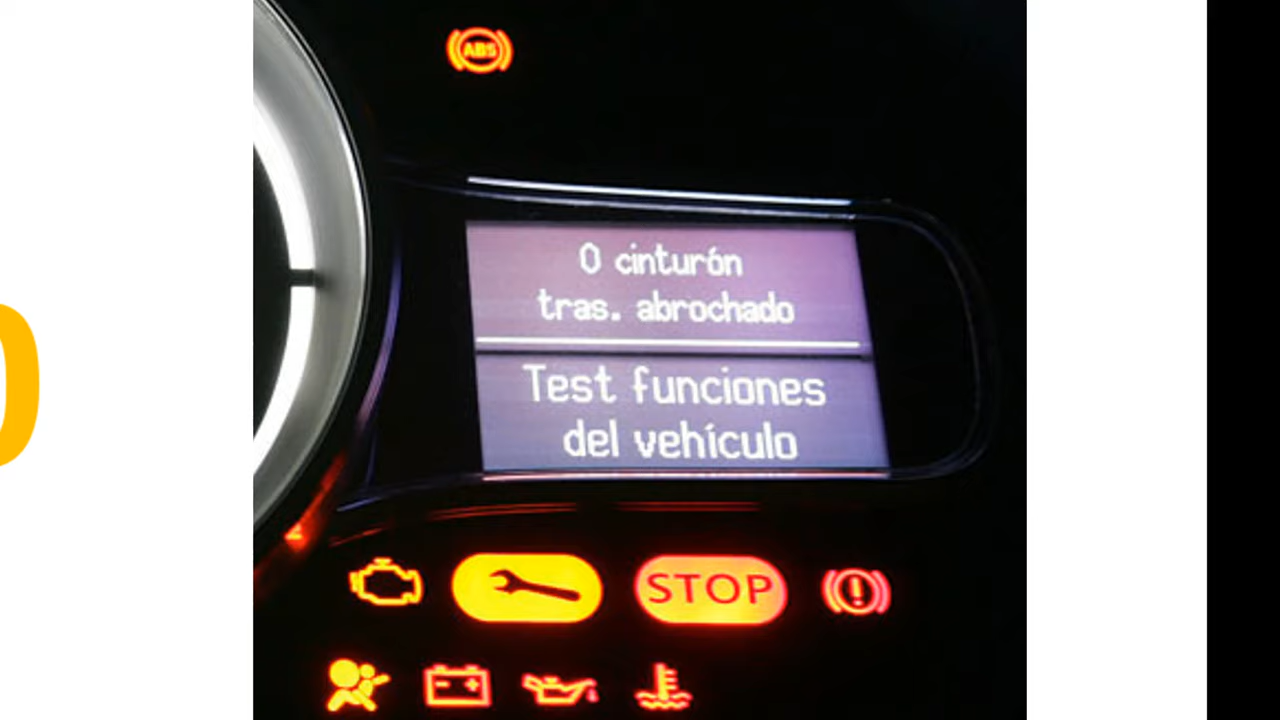 ABS
0 cinturón
tras. abrochado
Test funciones
del vehículo
STOP